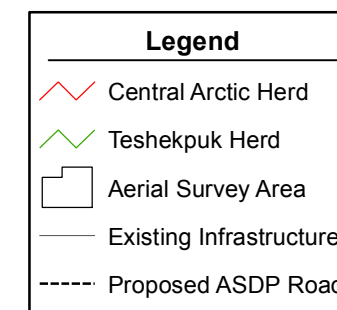 Legend
Central Arctic Herd
Teshekpuk Herd
Aerial Survey Area
Existing Infrastructure
Proposed ASDP Road